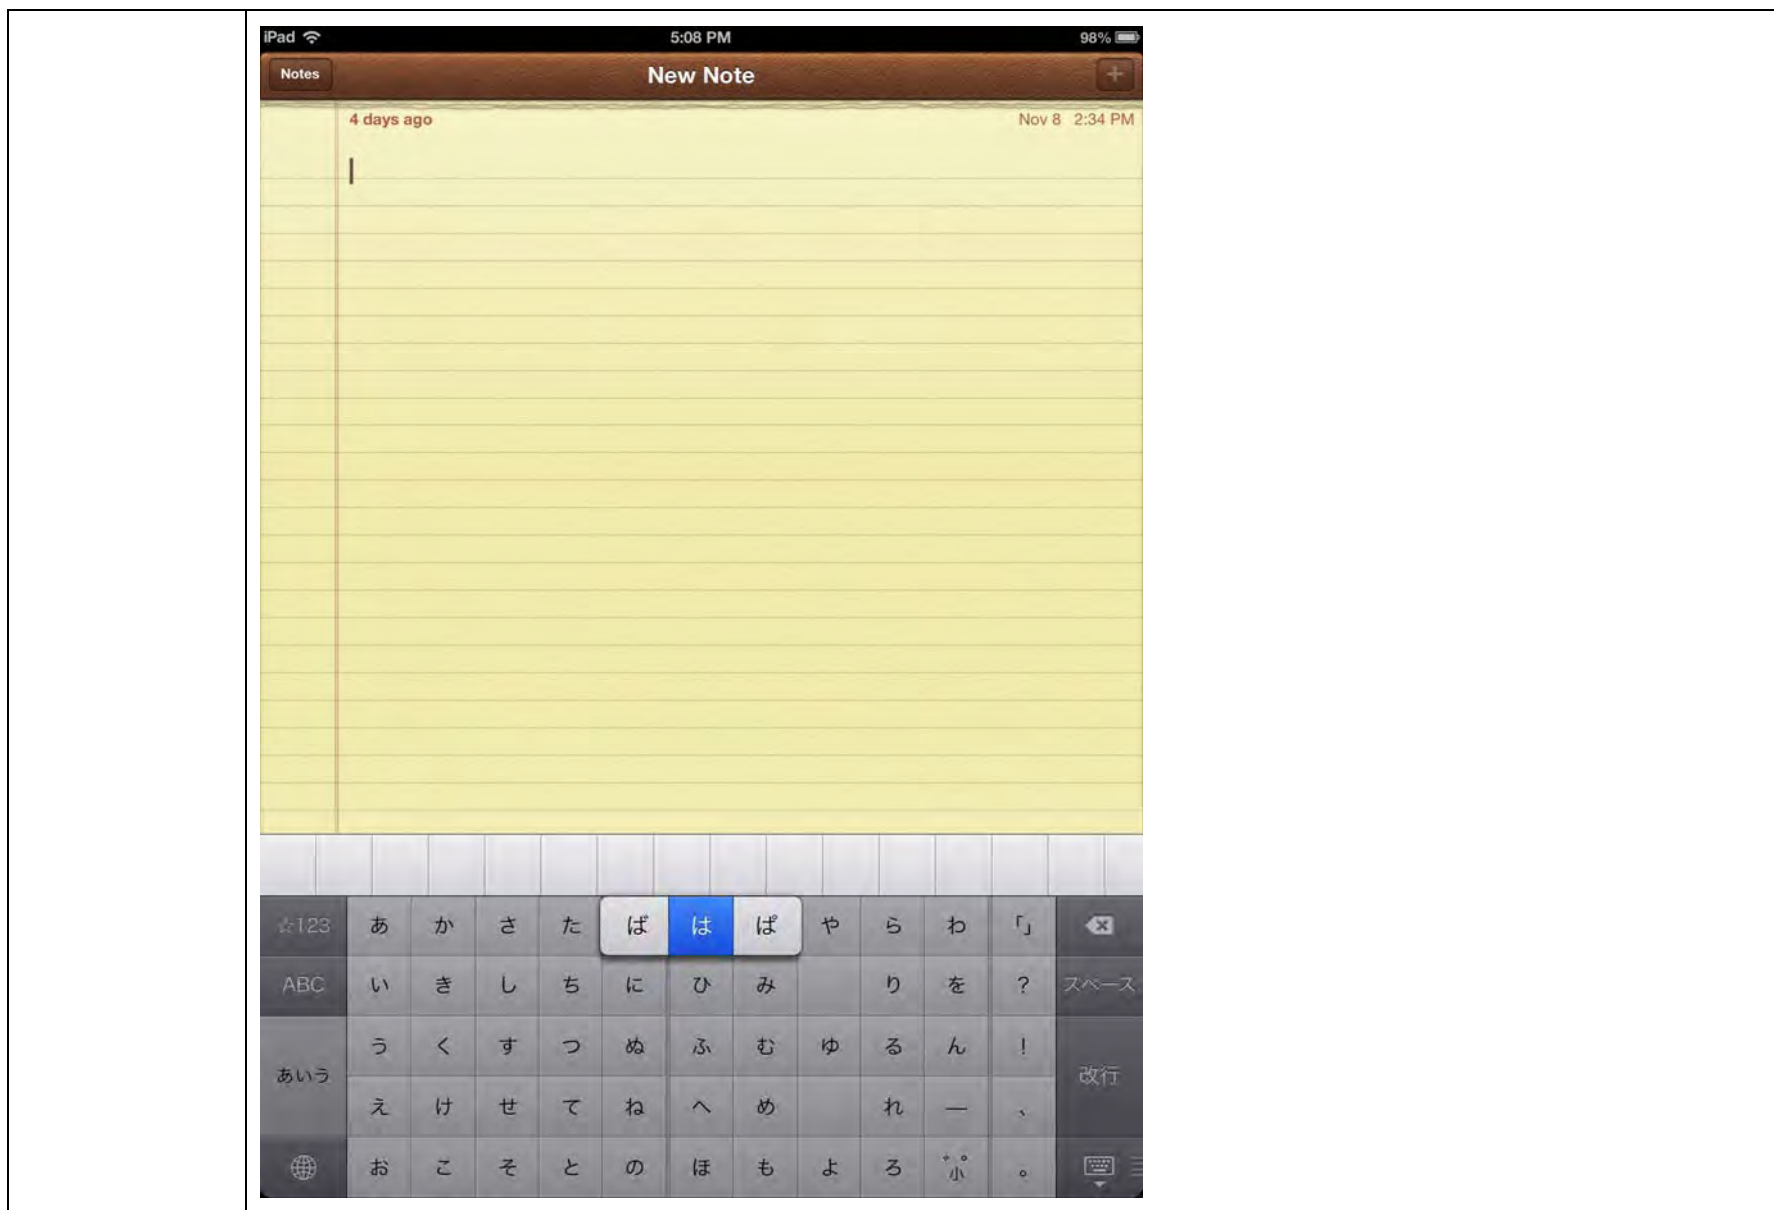 iPad 5:08 PM 98%
Notes New Note +
4 days ago Nov 8 2:34 PM
☆123 あ か さ た ば は ぱ や ら わ 「」
ABC い き し ち に ひ み り を ? スペース
う く す つ ぬ ふ む ゆ る ん !
あいう 改行
え け せ て ね へ め れ ー 、
お こ そ と の ほ も よ ろ ゛゜小 。